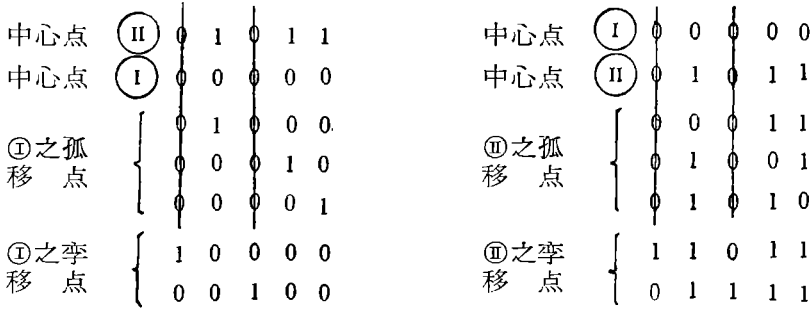 中心点 Ⅱ 0 1 0 1 1
中心点 Ⅰ 0 0 0 0 0
Ⓘ之孤移点
0 1 0 0 0
0 0 0 1 0
0 0 0 0 1
Ⓘ之孪移点
1 0 0 0 0
0 0 1 0 0
中心点 Ⅰ 0 0 0 0 0
中心点 Ⅱ 0 1 0 1 1
Ⅱ之孤移点
0 0 0 1 1
0 1 0 0 1
0 1 0 1 0
Ⅱ之孪移点
1 1 0 1 1
0 1 1 1 1